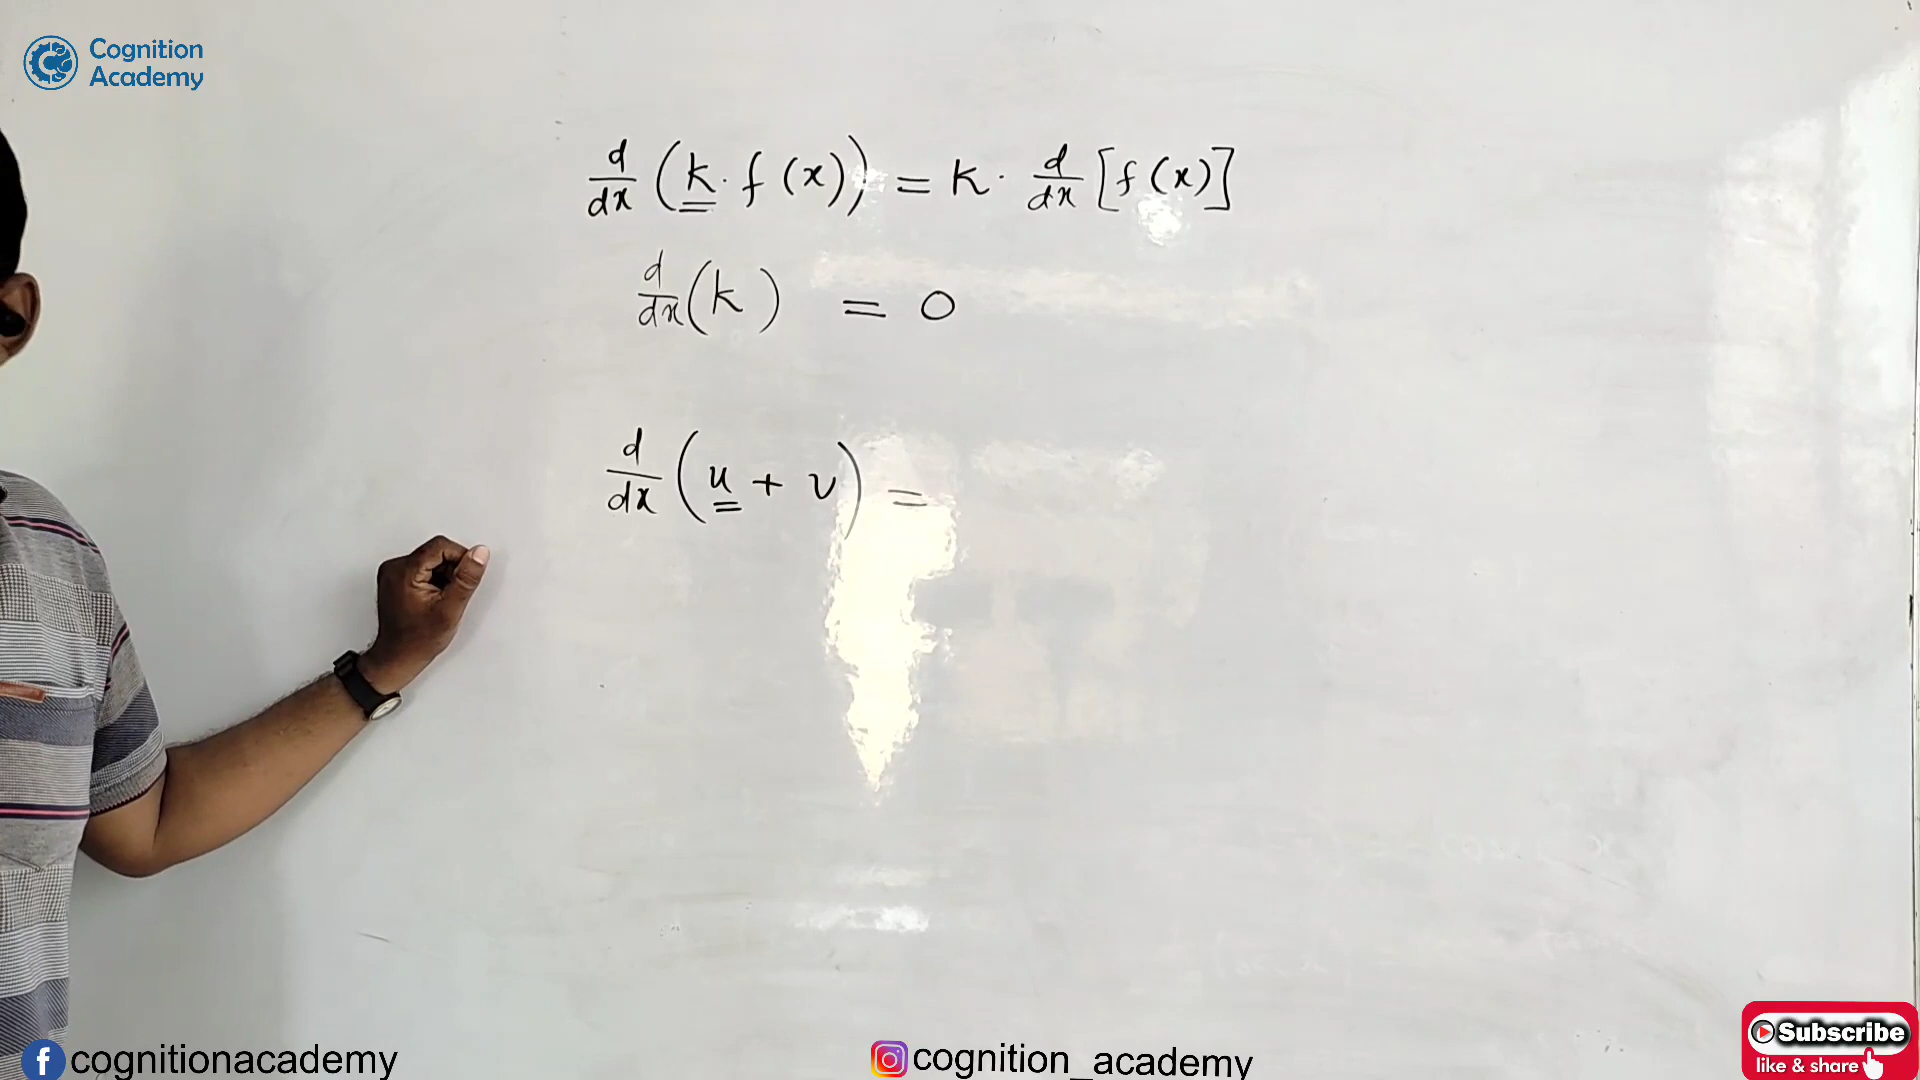 Cognition
Academy
d/dx (k · f(x)) = k · d/dx [f(x)]
d/dx (k) = 0
d/dx (u + v) =
f cognitionacademy
cognition_academy
Subscribe
like & share